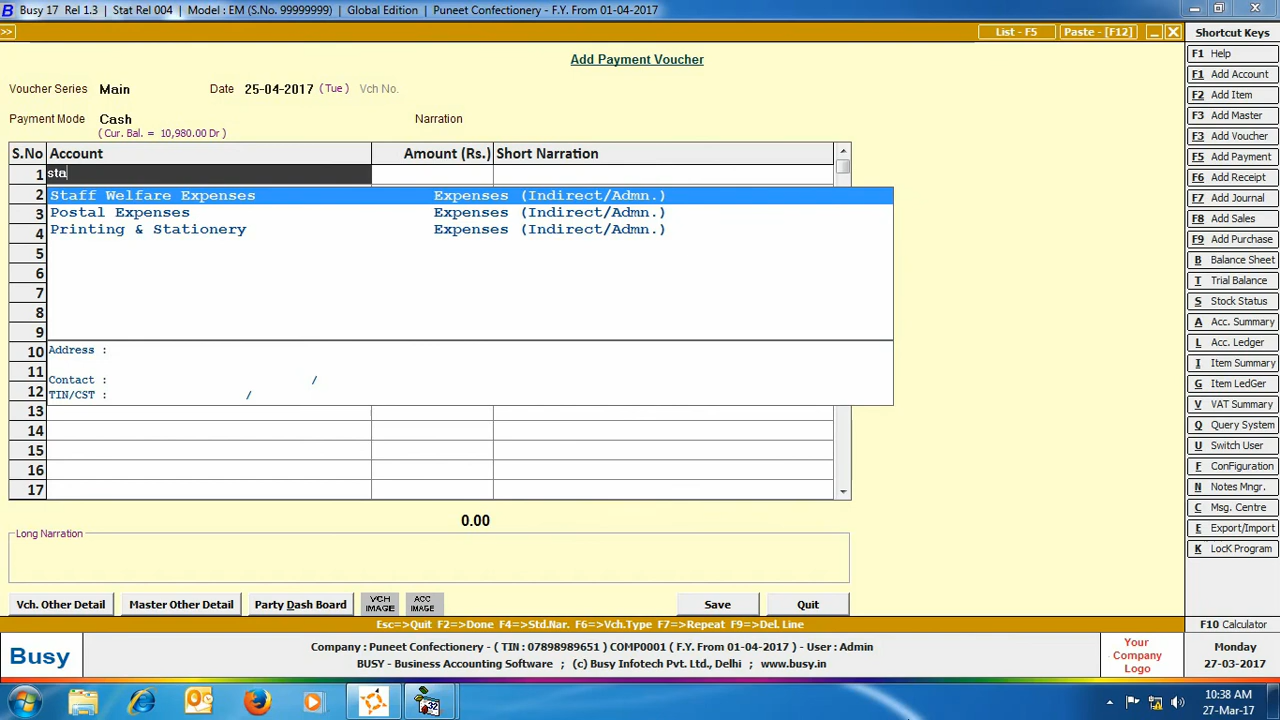 Busy 17 Rel 1.3 | Stat Rel 004 | Model : EM (S.No. 99999999) | Global Edition | Puneet Confectionery - F.Y. From 01-04-2017
>> List - F5 Paste - [F12]
Add Payment Voucher
Voucher Series Main Date 25-04-2017 (Tue) Vch No.
Payment Mode Cash Narration
( Cur. Bal. = 10,980.00 Dr )
S.No Account Amount (Rs.) Short Narration
1 sta
2 Staff Welfare Expenses Expenses (Indirect/Admn.)
3 Postal Expenses Expenses (Indirect/Admn.)
4 Printing & Stationery Expenses (Indirect/Admn.)
5
6
7
8
9
10 Address :
11
Contact : /
12 TIN/CST : /
13
14
15
16
17
0.00
Long Narration
Vch. Other Detail Master Other Detail Party Dash Board VCH IMAGE ACC IMAGE Save Quit
Esc=>Quit F2=>Done F4=>Std.Nar. F6=>Vch.Type F7=>Repeat F9=>Del. Line
Shortcut Keys
F1 Help
F1 Add Account
F2 Add Item
F3 Add Master
F3 Add Voucher
F5 Add Payment
F6 Add Receipt
F7 Add Journal
F8 Add Sales
F9 Add Purchase
B Balance Sheet
T Trial Balance
S Stock Status
A Acc. Summary
L Acc. Ledger
I Item Summary
G Item LedGer
V VAT Summary
Q Query System
U Switch User
F ConFiguration
N Notes Mngr.
C Msg. Centre
E Export/Import
K LocK Program
F10 Calculator
Busy
Company : Puneet Confectionery - ( TIN : 07898989651 ) COMP0001 ( F.Y. From 01-04-2017 ) - User : Admin
BUSY - Business Accounting Software ; (c) Busy Infotech Pvt. Ltd., Delhi ; www.busy.in
Your Company Logo
Monday
27-03-2017
32
10:38 AM
27-Mar-17